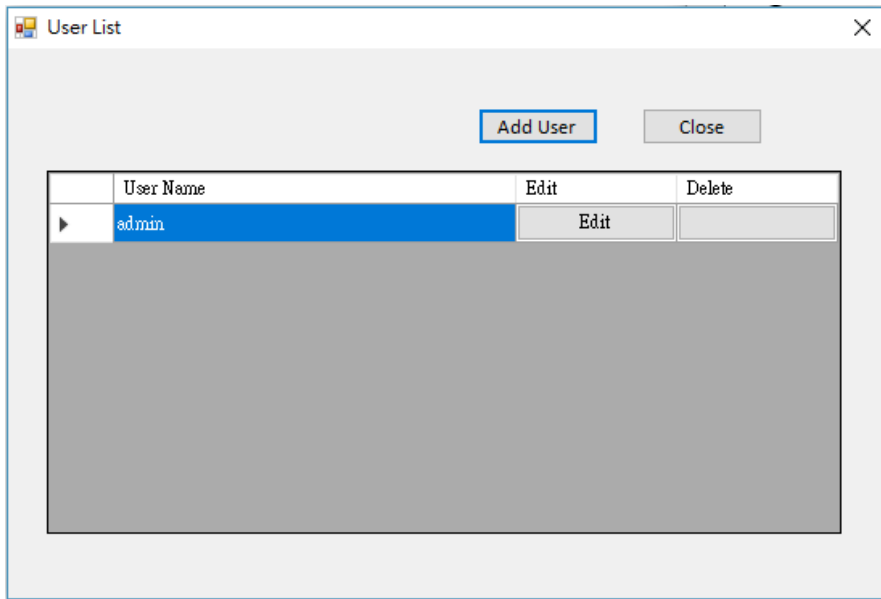 User List
Add User Close
User Name Edit Delete
admin Edit